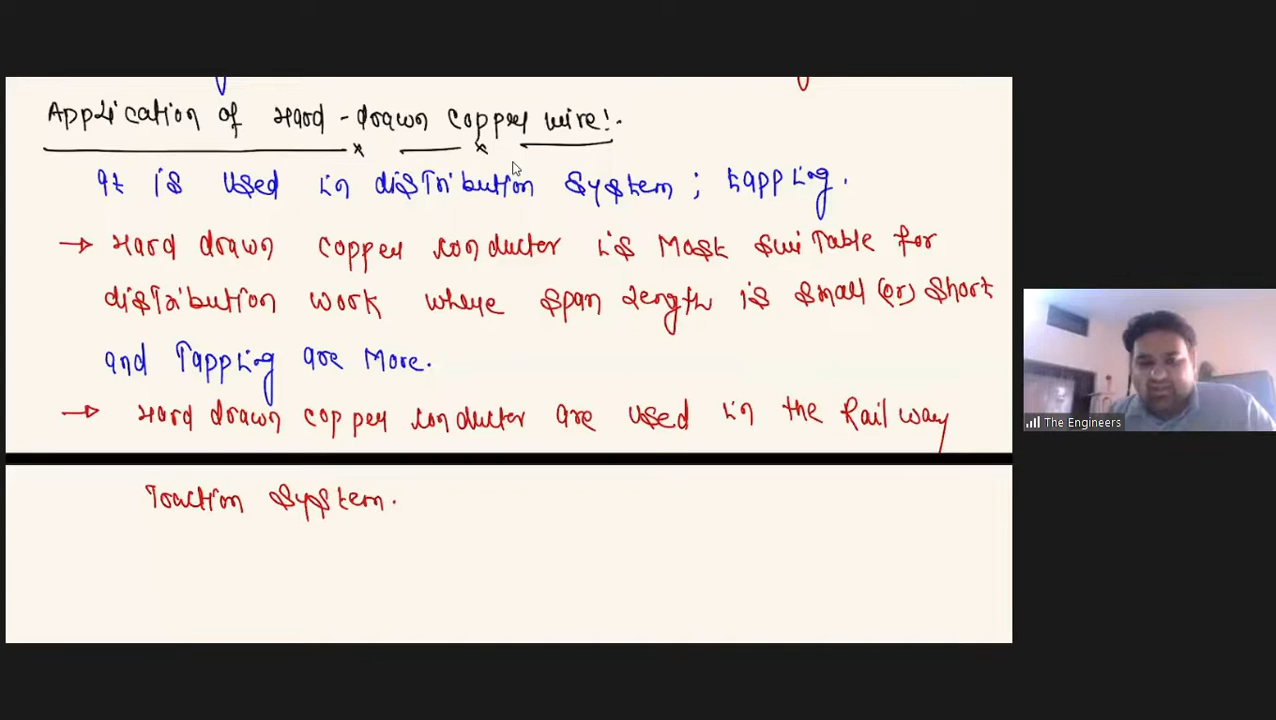 Application of Hard-drawn copper wire:-
It is used in distribution system; tapping.
→ Hard drawn copper conductor is Most suitable for
distribution work where span length is small (or) short
and Tapping are More.
→ Hard drawn copper conductor are used in the Railway
Traction system.
The Engineers